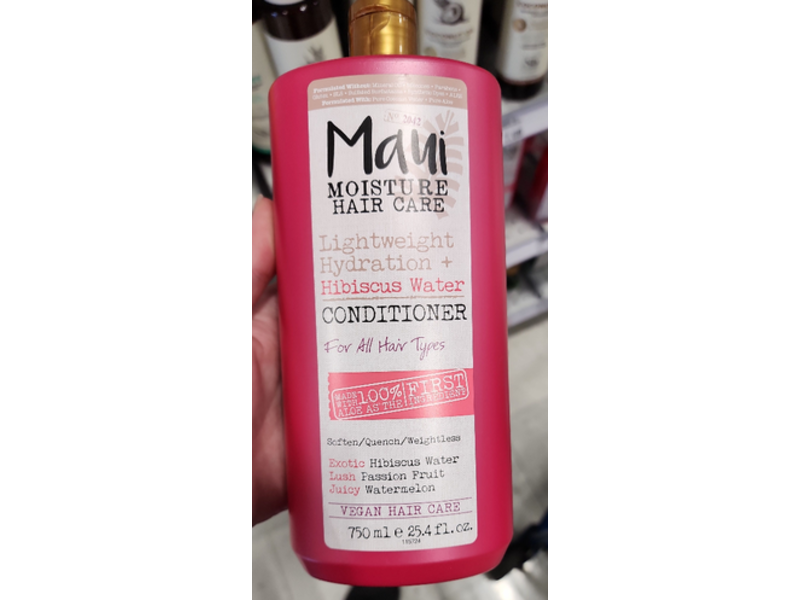 Maui
MOISTURE
HAIR CARE
Lightweight
Hydration +
Hibiscus Water
CONDITIONER
For All Hair Types
MADE WITH 100% FIRST
ALOE AS THE INGREDIENT
Soften/Quench/Weightless
Exotic Hibiscus Water
Lush Passion Fruit
Juicy Watermelon
VEGAN HAIR CARE
750 ml e 25.4 fl. oz.